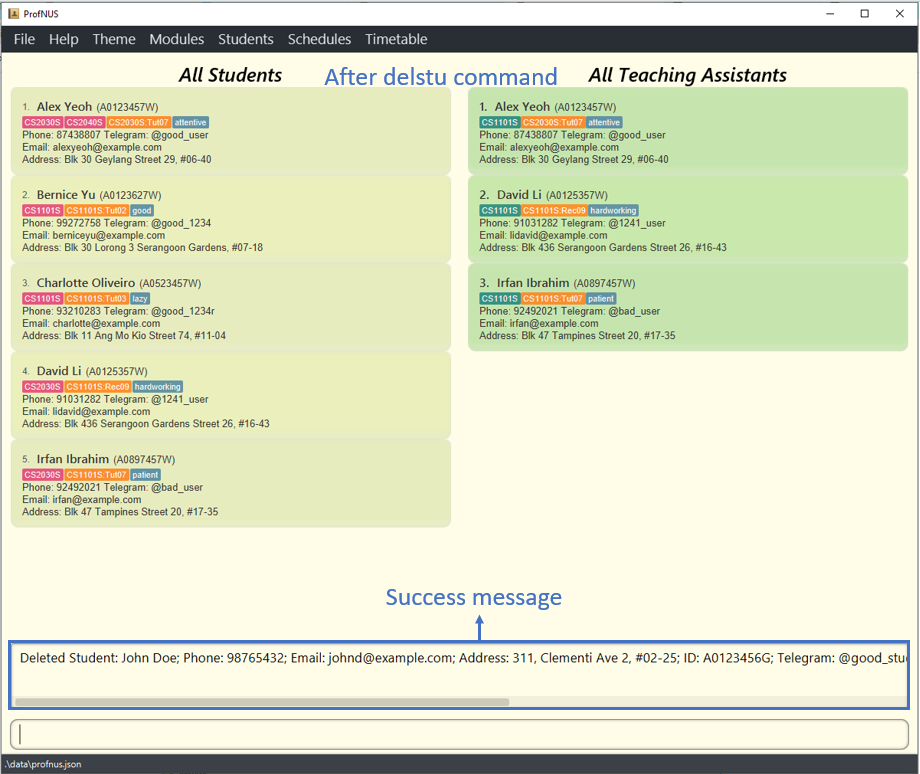 ProfNUS
File Help Theme Modules Students Schedules Timetable
All Students
After delstu command
All Teaching Assistants
1. Alex Yeoh (A0123457W)
CS2030S CS2040S CS2030S:Tut07 attentive
Phone: 87438807 Telegram: @good_user
Email: alexyeoh@example.com
Address: Blk 30 Geylang Street 29, #06-40
2. Bernice Yu (A0123627W)
CS1101S CS1101S:Tut02 good
Phone: 99272758 Telegram: @good_1234
Email: berniceyu@example.com
Address: Blk 30 Lorong 3 Serangoon Gardens, #07-18
3. Charlotte Oliveiro (A0523457W)
CS1101S CS1101S:Tut03 lazy
Phone: 93210283 Telegram: @good_1234r
Email: charlotte@example.com
Address: Blk 11 Ang Mo Kio Street 74, #11-04
4. David Li (A0125357W)
CS2030S CS1101S:Rec09 hardworking
Phone: 91031282 Telegram: @1241_user
Email: lidavid@example.com
Address: Blk 436 Serangoon Gardens Street 26, #16-43
5. Irfan Ibrahim (A0897457W)
CS2030S CS1101S:Tut07 patient
Phone: 92492021 Telegram: @bad_user
Email: irfan@example.com
Address: Blk 47 Tampines Street 20, #17-35
1. Alex Yeoh (A0123457W)
CS1101S CS2030S:Tut07 attentive
Phone: 87438807 Telegram: @good_user
Email: alexyeoh@example.com
Address: Blk 30 Geylang Street 29, #06-40
2. David Li (A0125357W)
CS1101S CS1101S:Rec09 hardworking
Phone: 91031282 Telegram: @1241_user
Email: lidavid@example.com
Address: Blk 436 Serangoon Gardens Street 26, #16-43
3. Irfan Ibrahim (A0897457W)
CS1101S CS1101S:Tut07 patient
Phone: 92492021 Telegram: @bad_user
Email: irfan@example.com
Address: Blk 47 Tampines Street 20, #17-35
Success message
Deleted Student: John Doe; Phone: 98765432; Email: johnd@example.com; Address: 311, Clementi Ave 2, #02-25; ID: A0123456G; Telegram: @good_stu
.\data\profnus.json